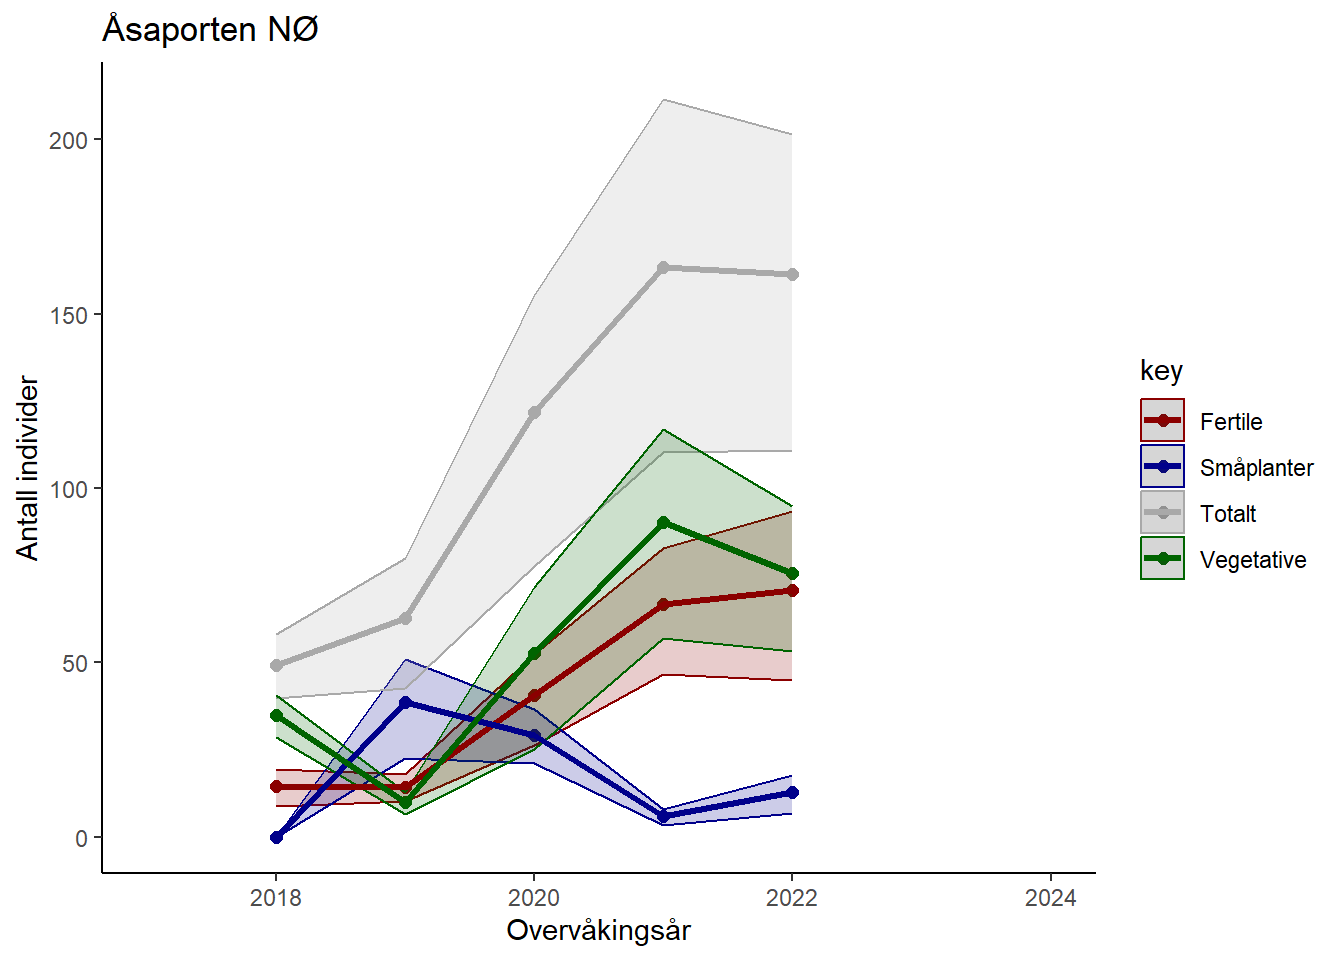 Åsaporten NØ
Antall individer
200
150
100
50
0
2018
2020
2022
2024
Overvåkingsår
key
Fertile
Småplanter
Totalt
Vegetative